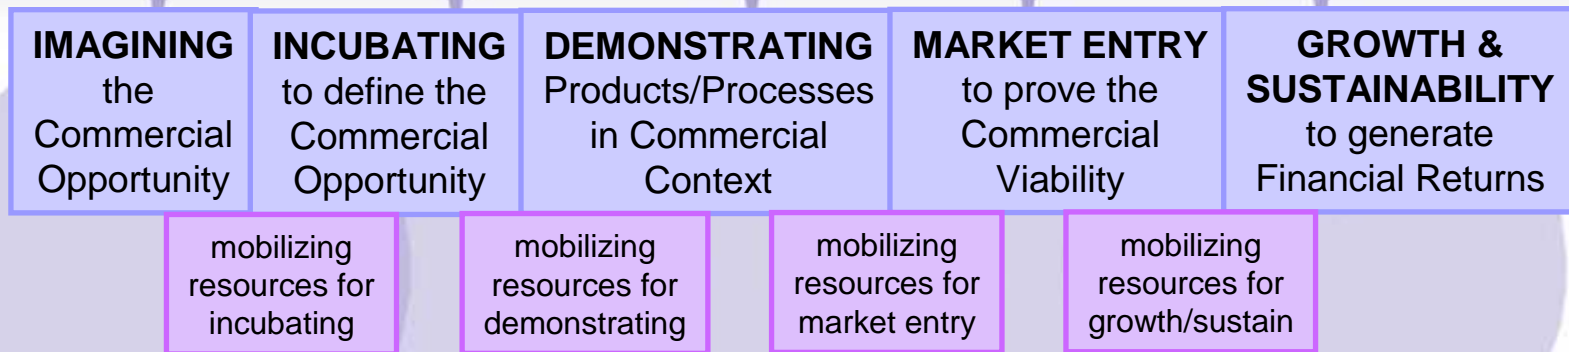 IMAGINING
the
Commercial
Opportunity
INCUBATING
to define the
Commercial
Opportunity
DEMONSTRATING
Products/Processes
in Commercial
Context
MARKET ENTRY
to prove the
Commercial
Viability
GROWTH &
SUSTAINABILITY
to generate
Financial Returns
mobilizing
resources for
incubating
mobilizing
resources for
demonstrating
mobilizing
resources for
market entry
mobilizing
resources for
growth/sustain